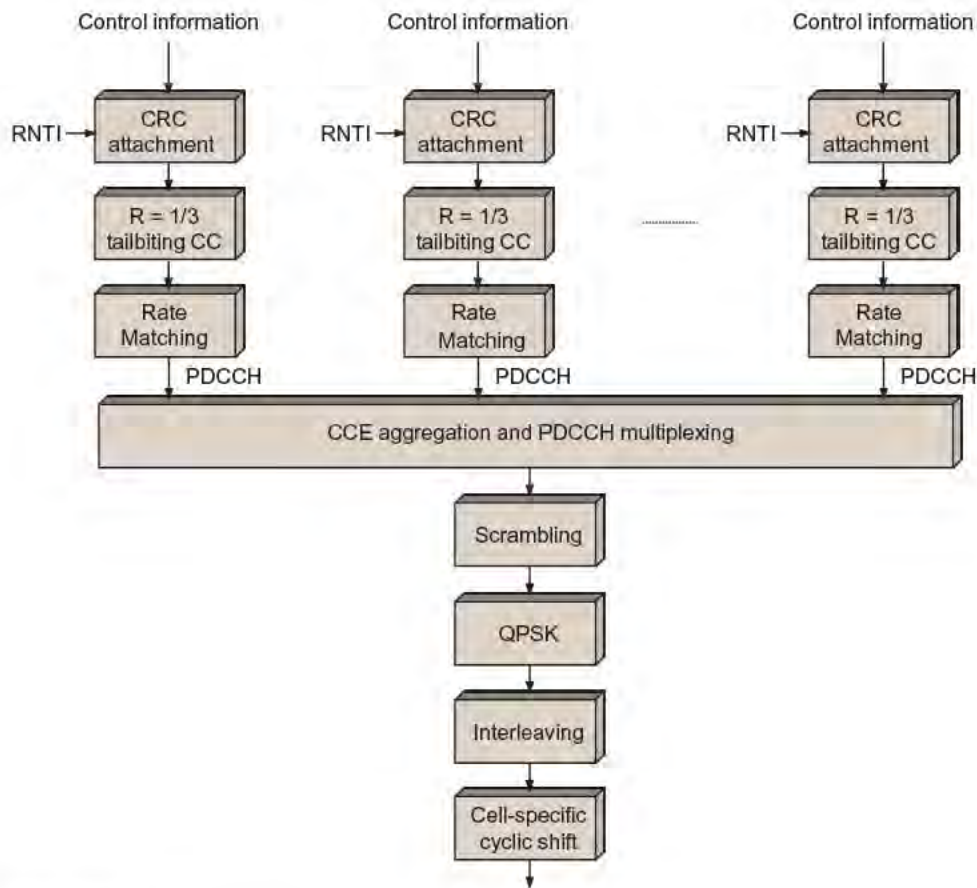 Control information
Control information
Control information
RNTI
CRC
attachment
RNTI
CRC
attachment
RNTI
CRC
attachment
R = 1/3
tailbiting CC
R = 1/3
tailbiting CC
R = 1/3
tailbiting CC
Rate
Matching
Rate
Matching
Rate
Matching
PDCCH
PDCCH
PDCCH
CCE aggregation and PDCCH multiplexing
Scrambling
QPSK
Interleaving
Cell-specific
cyclic shift